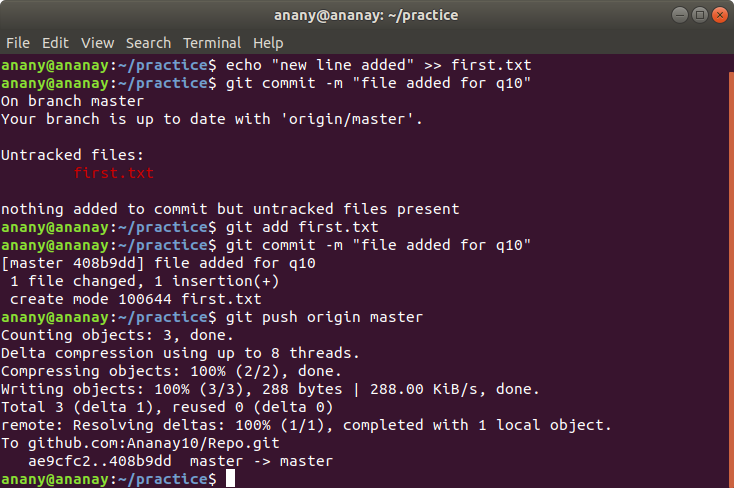 anany@ananay: ~/practice
File Edit View Search Terminal Help
anany@ananay:~/practice$ echo "new line added" >> first.txt
anany@ananay:~/practice$ git commit -m "file added for q10"
On branch master
Your branch is up to date with 'origin/master'.
Untracked files:
first.txt
nothing added to commit but untracked files present
anany@ananay:~/practice$ git add first.txt
anany@ananay:~/practice$ git commit -m "file added for q10"
[master 408b9dd] file added for q10
1 file changed, 1 insertion(+)
create mode 100644 first.txt
anany@ananay:~/practice$ git push origin master
Counting objects: 3, done.
Delta compression using up to 8 threads.
Compressing objects: 100% (2/2), done.
Writing objects: 100% (3/3), 288 bytes | 288.00 KiB/s, done.
Total 3 (delta 1), reused 0 (delta 0)
remote: Resolving deltas: 100% (1/1), completed with 1 local object.
To github.com:Ananay10/Repo.git
ae9cfc2..408b9dd master -> master
anany@ananay:~/practice$